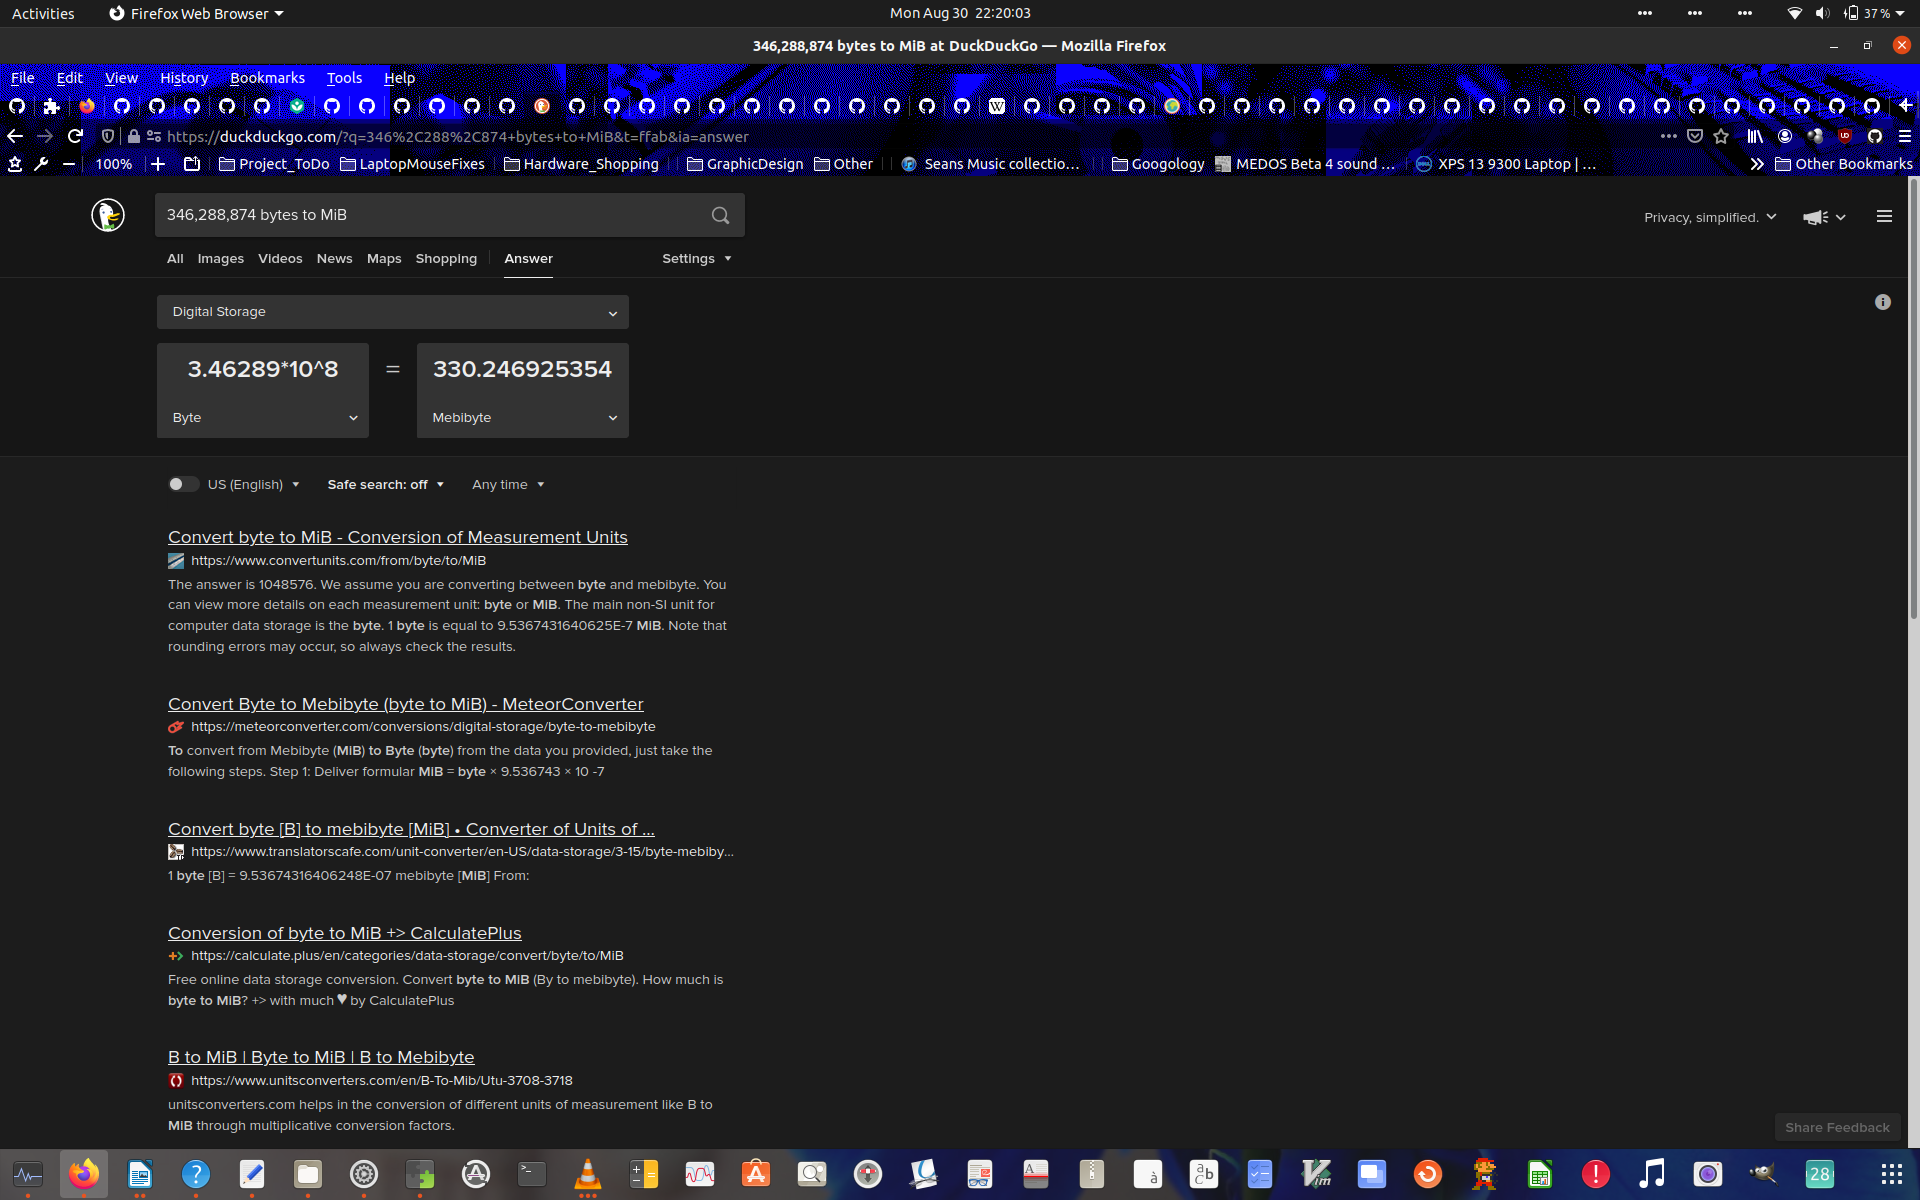 Activities Firefox Web Browser Mon Aug 30 22:20:03 37 %
346,288,874 bytes to MiB at DuckDuckGo — Mozilla Firefox
File Edit View History Bookmarks Tools Help
https://duckduckgo.com/?q=346%2C288%2C874+bytes+to+MiB&t=ffab&ia=answer
100% Project_ToDo LaptopMouseFixes Hardware_Shopping GraphicDesign Other Seans Music collectio… Googology MEDOS Beta 4 sound … XPS 13 9300 Laptop | … Other Bookmarks
346,288,874 bytes to MiB
Privacy, simplified.
All Images Videos News Maps Shopping Answer Settings
Digital Storage
3.46289*10^8 = 330.246925354
Byte Mebibyte
US (English) Safe search: off Any time
Convert byte to MiB - Conversion of Measurement Units
https://www.convertunits.com/from/byte/to/MiB
The answer is 1048576. We assume you are converting between byte and mebibyte. You
can view more details on each measurement unit: byte or MiB. The main non-SI unit for
computer data storage is the byte. 1 byte is equal to 9.5367431640625E-7 MiB. Note that
rounding errors may occur, so always check the results.
Convert Byte to Mebibyte (byte to MiB) - MeteorConverter
https://meteorconverter.com/conversions/digital-storage/byte-to-mebibyte
To convert from Mebibyte (MiB) to Byte (byte) from the data you provided, just take the
following steps. Step 1: Deliver formular MiB = byte × 9.536743 × 10 -7
Convert byte [B] to mebibyte [MiB] • Converter of Units of ...
https://www.translatorscafe.com/unit-converter/en-US/data-storage/3-15/byte-mebiby...
1 byte [B] = 9.53674316406248E-07 mebibyte [MiB] From:
Conversion of byte to MiB +> CalculatePlus
https://calculate.plus/en/categories/data-storage/convert/byte/to/MiB
Free online data storage conversion. Convert byte to MiB (By to mebibyte). How much is
byte to MiB? +> with much ♥ by CalculatePlus
B to MiB | Byte to MiB | B to Mebibyte
https://www.unitsconverters.com/en/B-To-Mib/Utu-3708-3718
unitsconverters.com helps in the conversion of different units of measurement like B to
MiB through multiplicative conversion factors.
Share Feedback
28